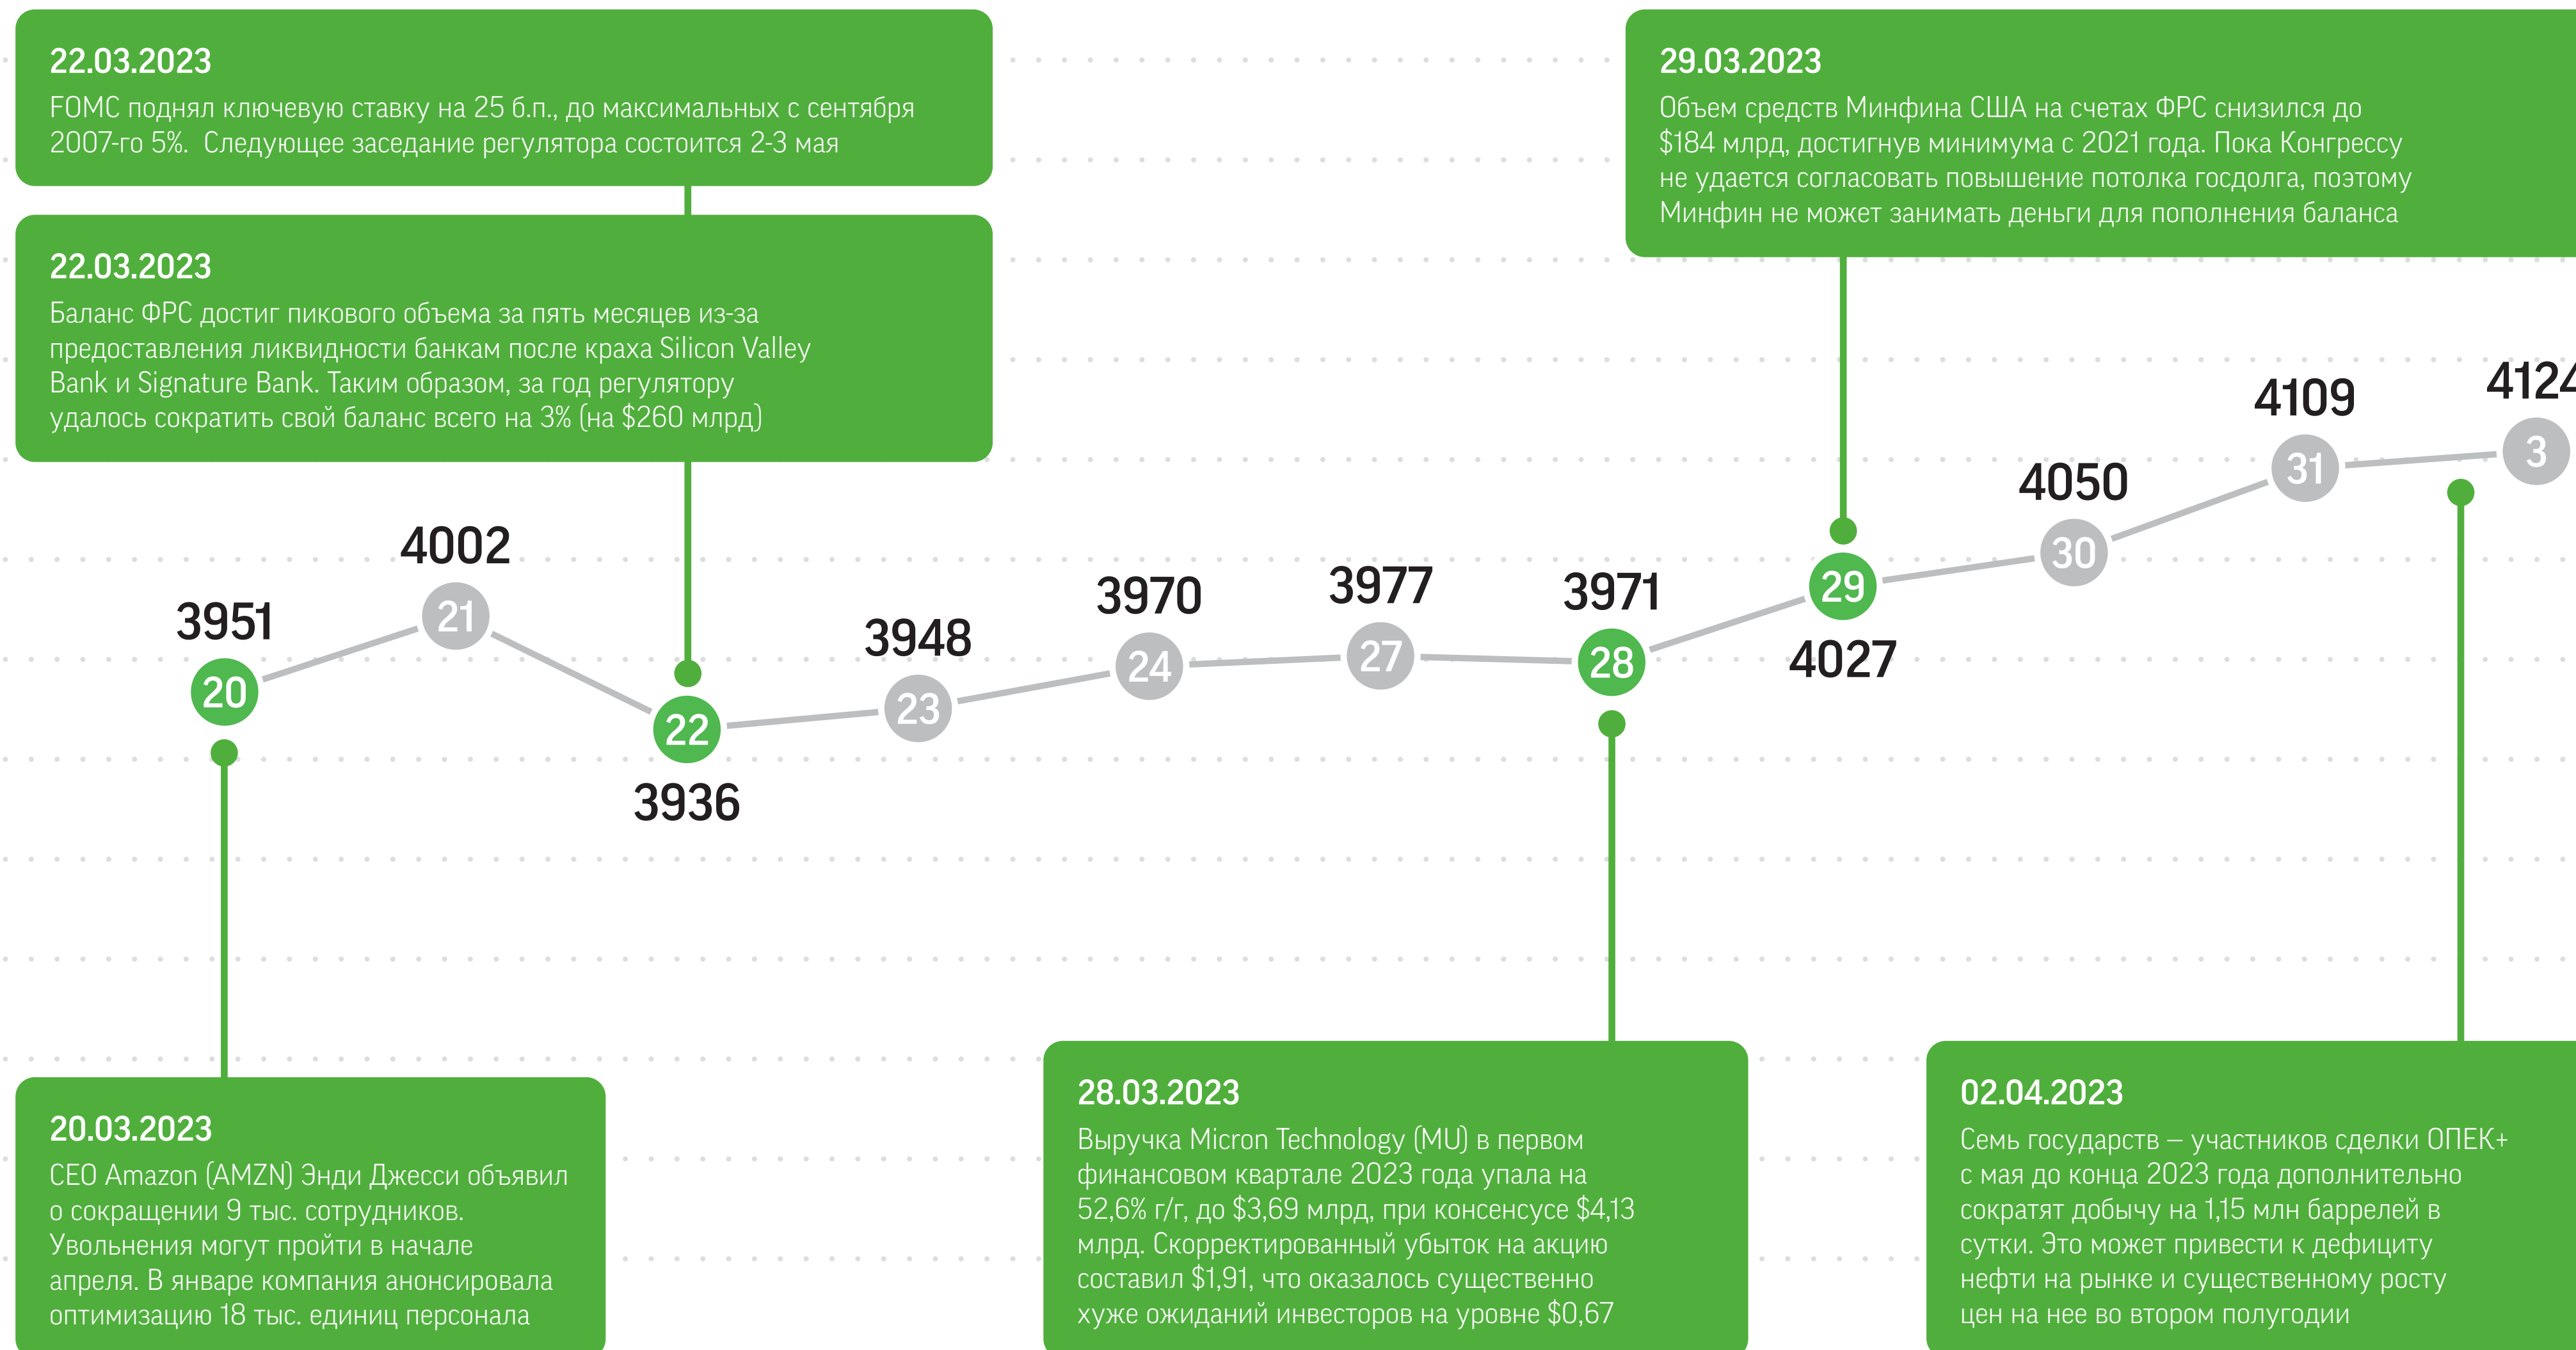 22.03.2023
FOMC поднял ключевую ставку на 25 б.п., до максимальных с сентября
2007-го 5%.  Следующее заседание регулятора состоится 2-3 мая
22.03.2023
Баланс ФРС достиг пикового объема за пять месяцев из-за
предоставления ликвидности банкам после краха Silicon Valley
Bank и Signature Bank. Таким образом, за год регулятору
удалось сократить свой баланс всего на 3% (на $260 млрд)
29.03.2023
Объем средств Минфина США на счетах ФРС снизился до
$184 млрд, достигнув минимума с 2021 года. Пока Конгрессу
не удается согласовать повышение потолка госдолга, поэтому
Минфин не может занимать деньги для пополнения баланса
3951
20
4002
21
22
3936
3948
23
3970
24
3977
27
3971
28
29
4027
4050
30
4109
31
4124
3
20.03.2023
CEO Amazon (AMZN) Энди Джесси объявил
о сокращении 9 тыс. сотрудников.
Увольнения могут пройти в начале
апреля. В январе компания анонсировала
оптимизацию 18 тыс. единиц персонала
28.03.2023
Выручка Micron Technology (MU) в первом
финансовом квартале 2023 года упала на
52,6% г/г, до $3,69 млрд, при консенсусе $4,13
млрд. Скорректированный убыток на акцию
составил $1,91, что оказалось существенно
хуже ожиданий инвесторов на уровне $0,67
02.04.2023
Семь государств — участников сделки ОПЕК+
с мая до конца 2023 года дополнительно
сократят добычу на 1,15 млн баррелей в
сутки. Это может привести к дефициту
нефти на рынке и существенному росту
цен на нее во втором полугодии